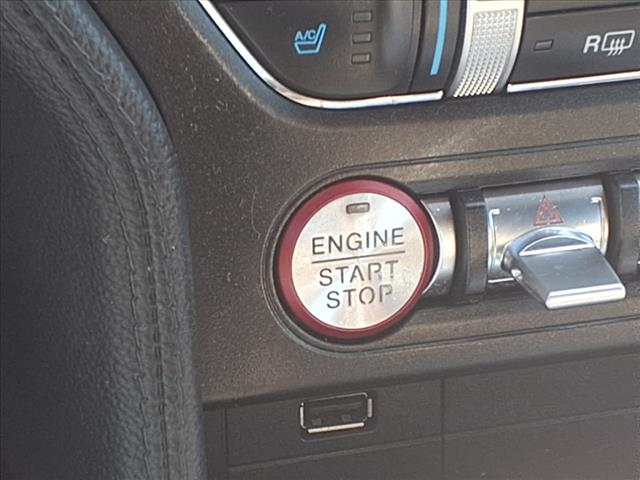 A/C
R
ENGINE
START
STOP